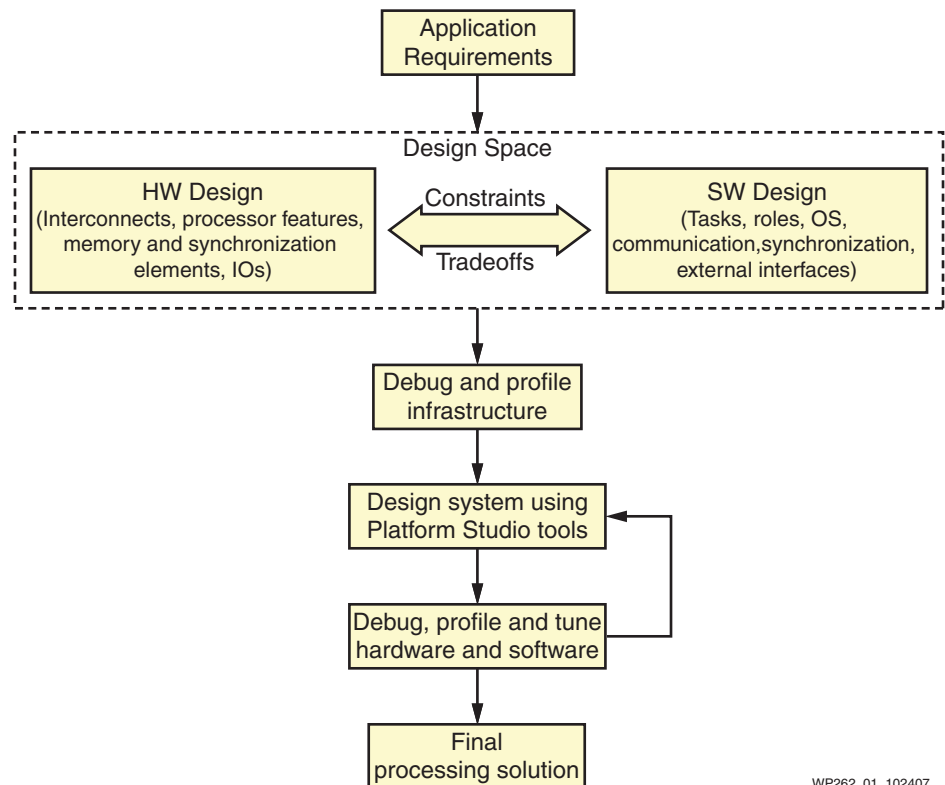 Application
Requirements
Design Space
HW Design
(Interconnects, processor features,
memory and synchronization
elements, IOs)
Constraints
Tradeoffs
SW Design
(Tasks, roles, OS,
communication,synchronization,
external interfaces)
Debug and profile
infrastructure
Design system using
Platform Studio tools
Debug, profile and tune
hardware and software
Final
processing solution
WP262_01_102407